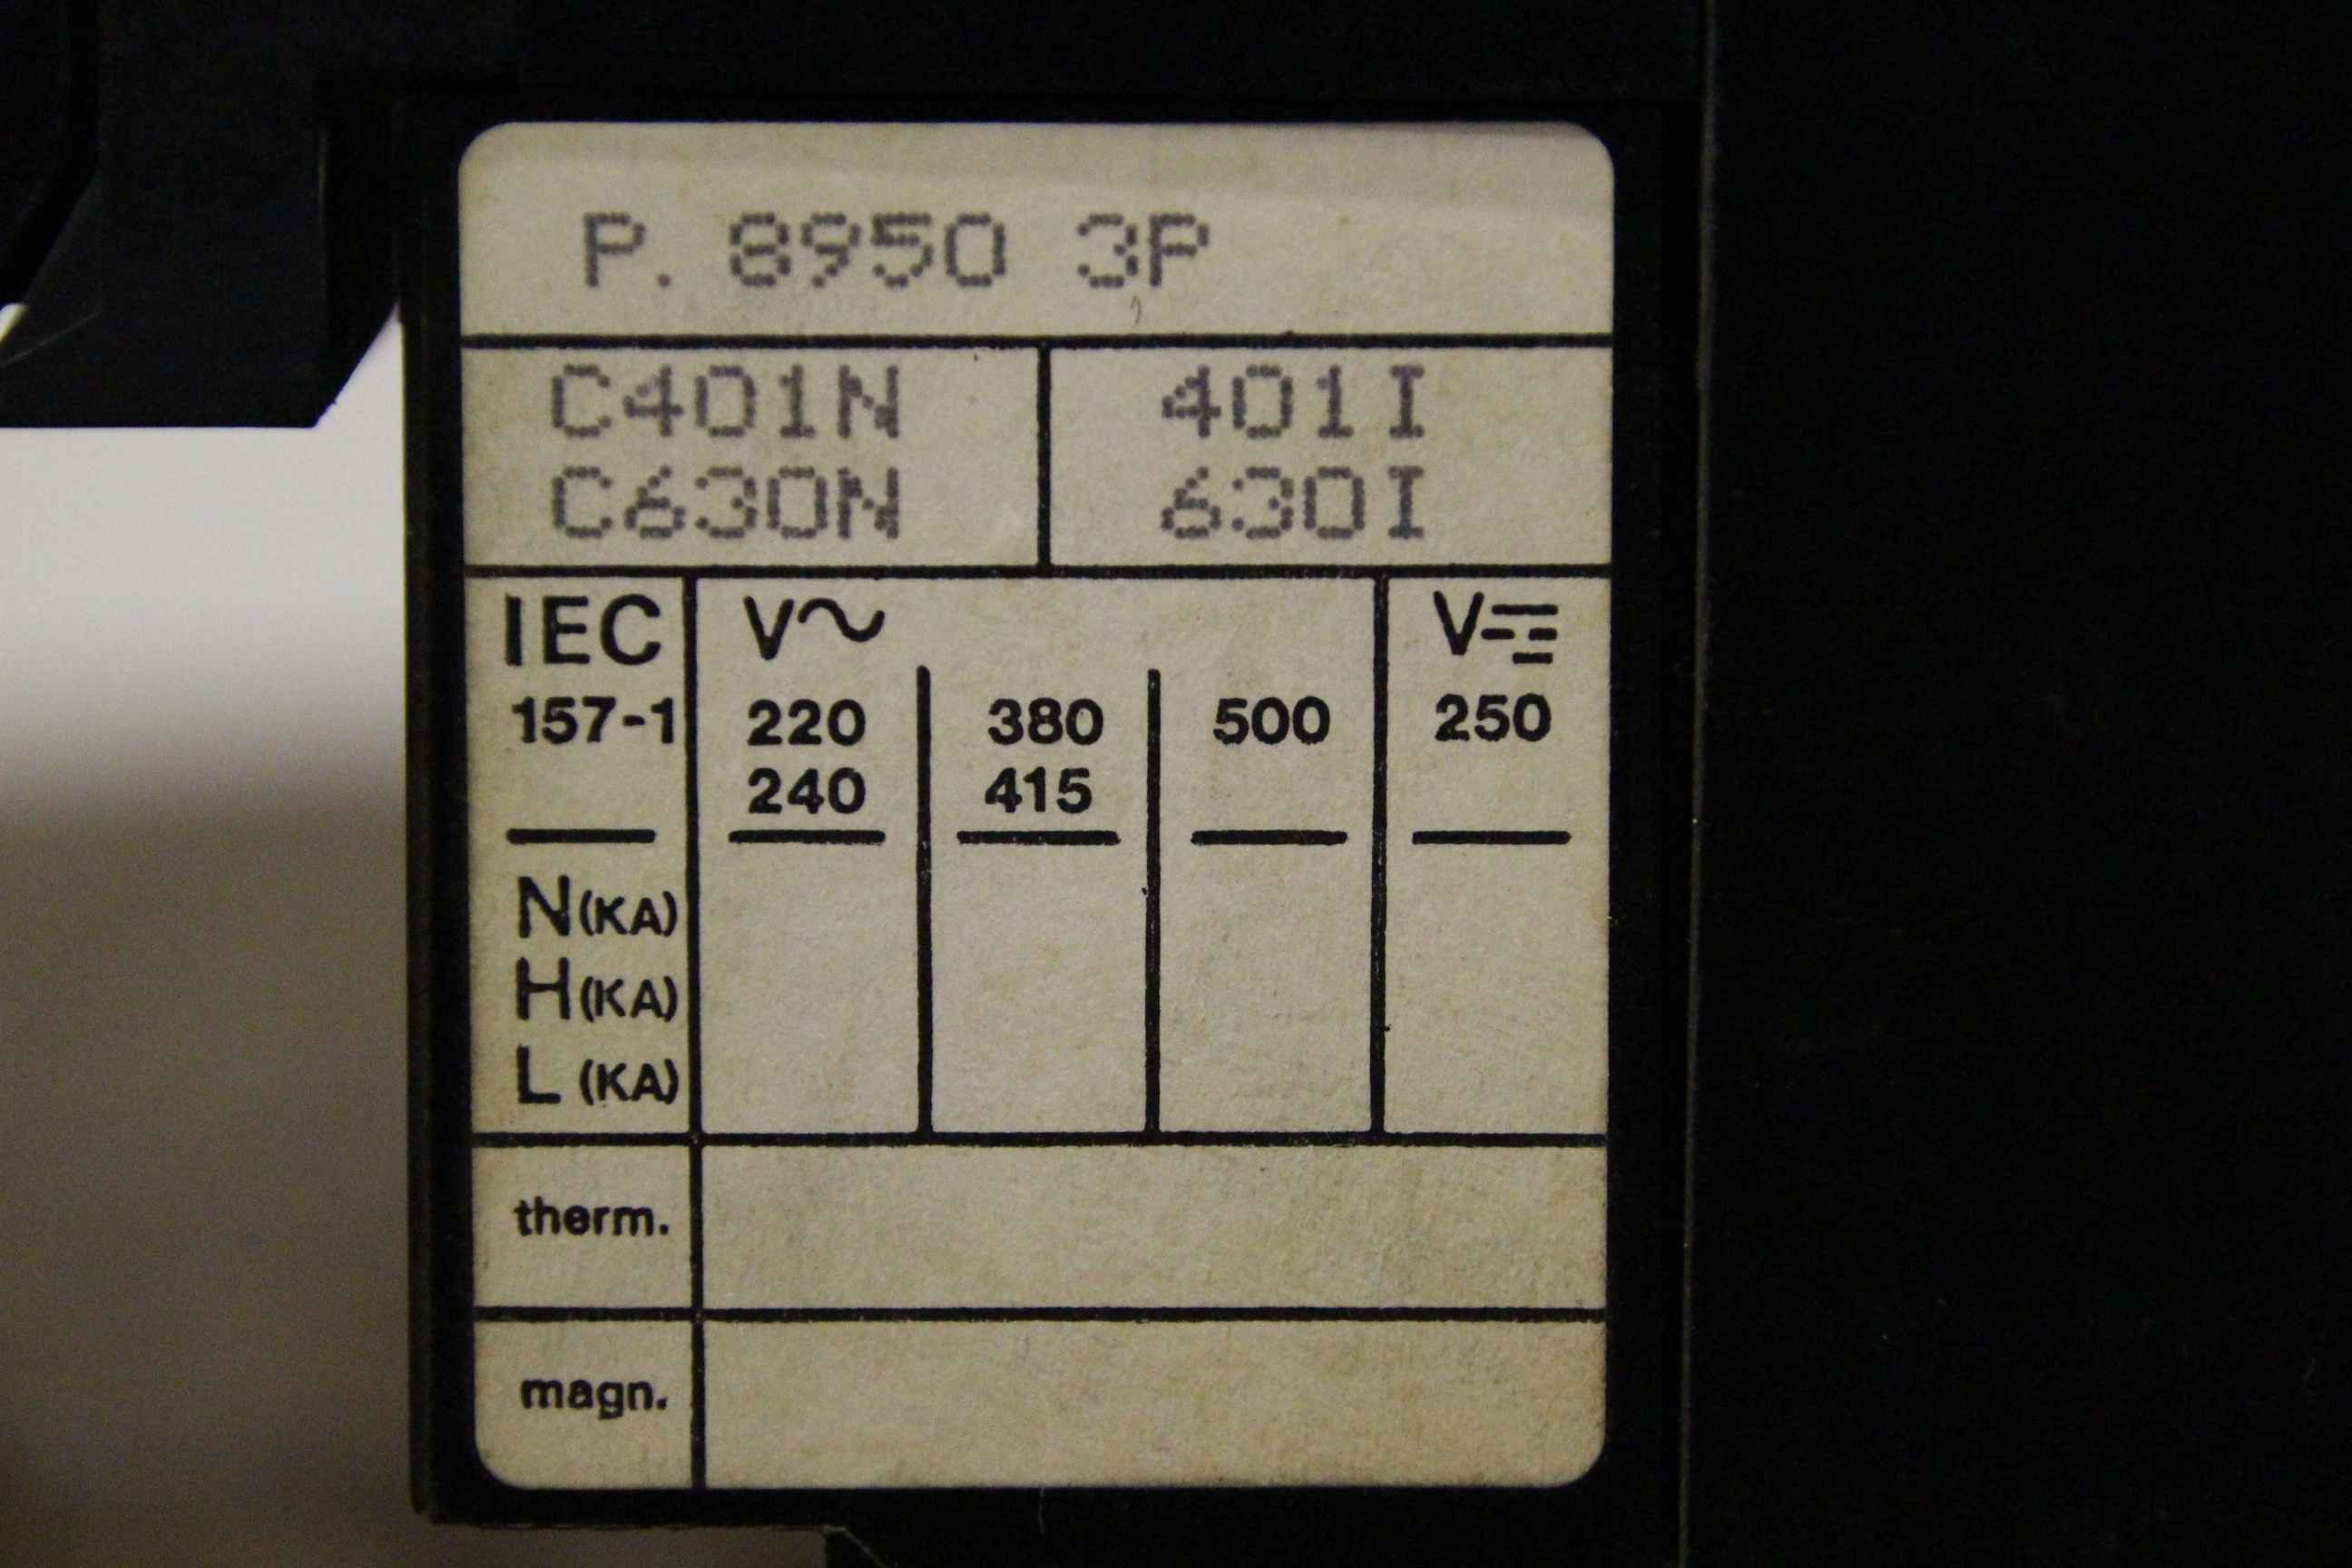 P. 8950 3P
C401N 401I
C630N 630I
IEC V~ V⎓
157-1 220 380 500 250
240 415
N(KA)
H(KA)
L (KA)
therm.
magn.